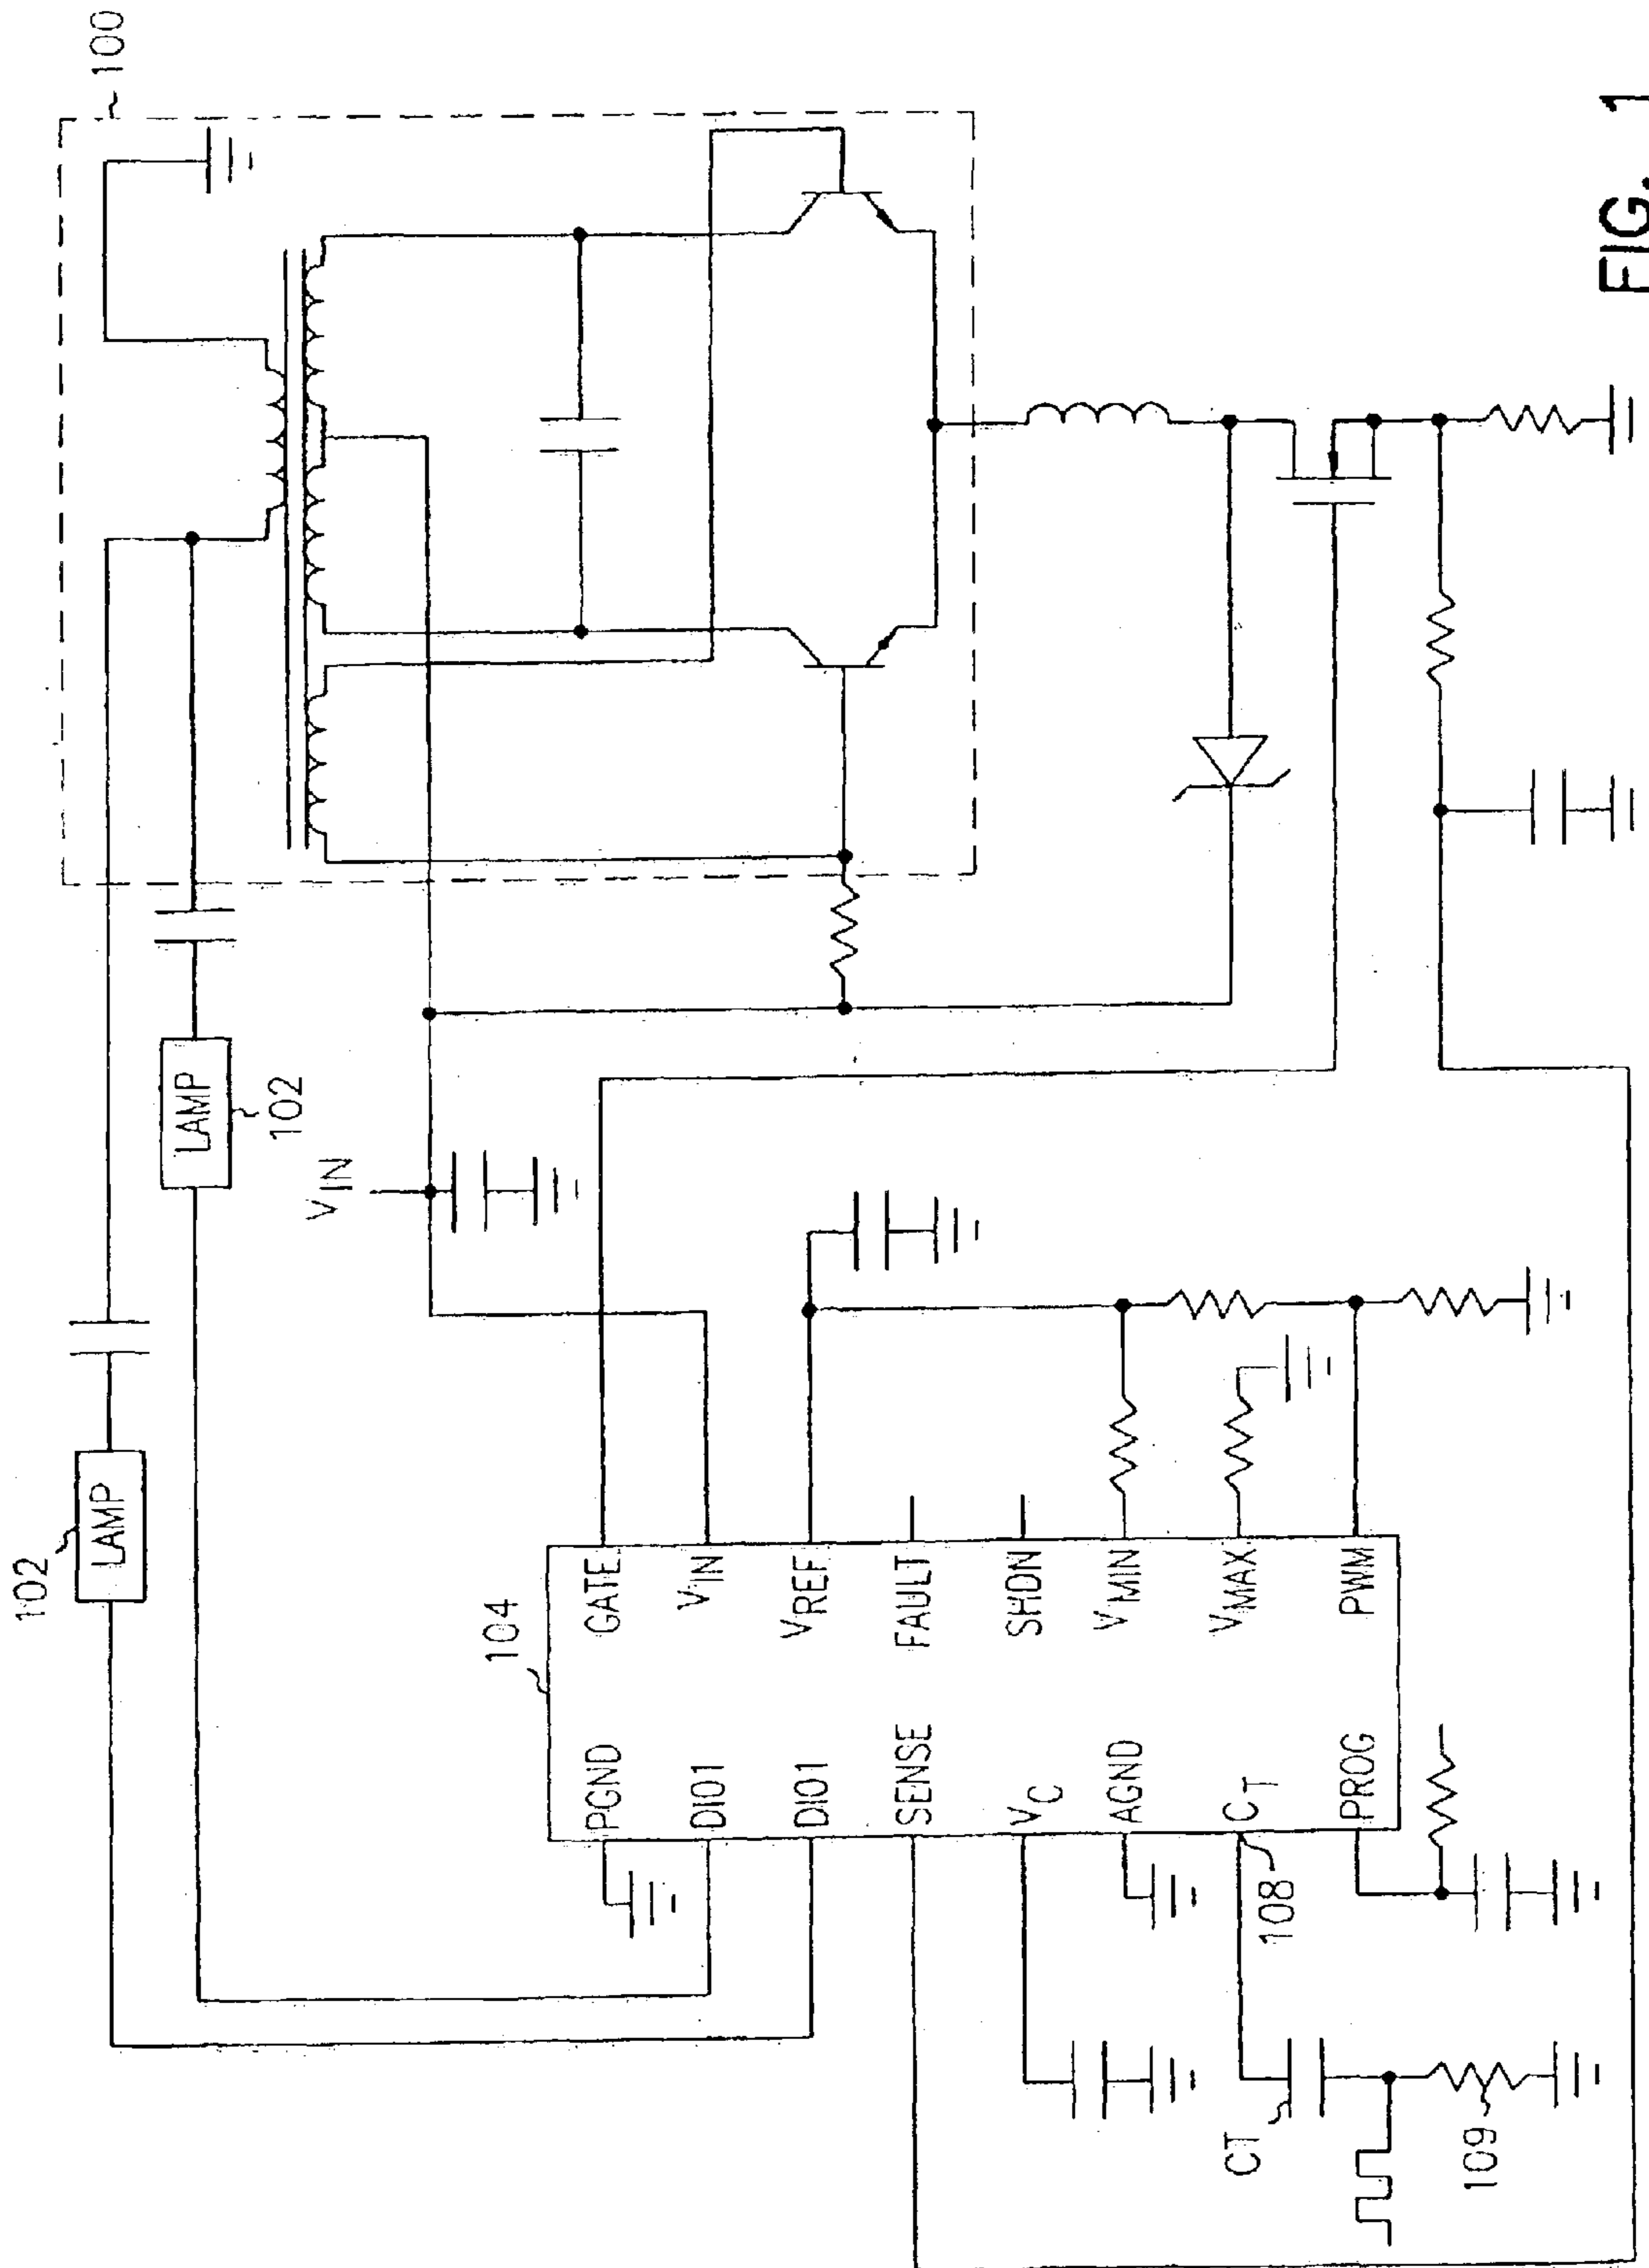 100
102
LAMP
LAMP
102
VIN
104
PGND
GATE
DIO1
VIN
DIO1
VREF
SENSE
FAULT
VC
SHDN
AGND
VMIN
CT
VMAX
PROG
PWM
108
CT
109
FIG. 1